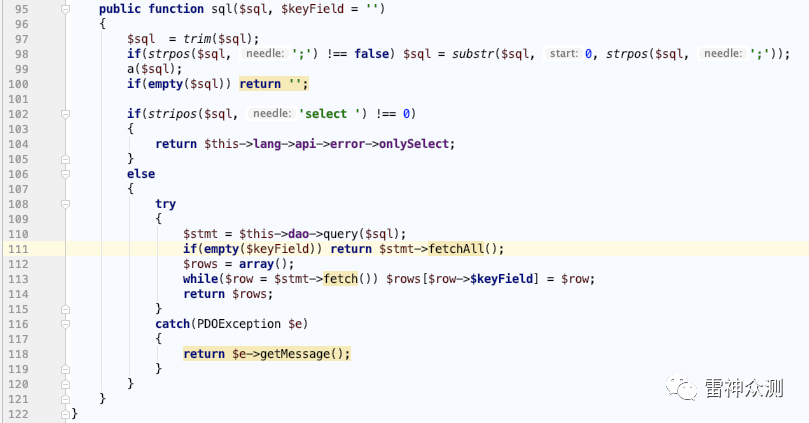 95 public function sql($sql, $keyField = '')
96 {
97 $sql = trim($sql);
98 if(strpos($sql, needle: ';') !== false) $sql = substr($sql, start: 0, strpos($sql, needle: ';'));
99 a($sql);
100 if(empty($sql)) return '';
101
102 if(stripos($sql, needle: 'select ') !== 0)
103 {
104 return $this->lang->api->error->onlySelect;
105 }
106 else
107 {
108 try
109 {
110 $stmt = $this->dao->query($sql);
111 if(empty($keyField)) return $stmt->fetchAll();
112 $rows = array();
113 while($row = $stmt->fetch()) $rows[$row->$keyField] = $row;
114 return $rows;
115 }
116 catch(PDOException $e)
117 {
118 return $e->getMessage();
119 }
120 }
121 }
122 }
雷神众测